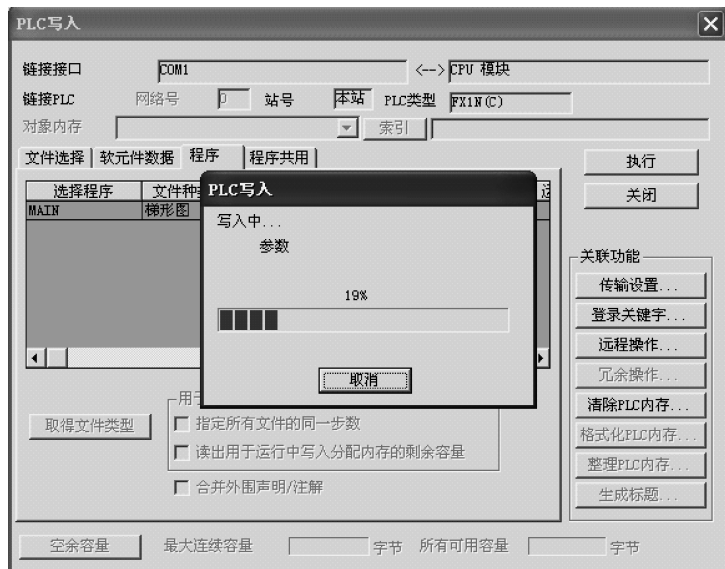 PLC写入
链接接口 COM1 <--> CPU 模块
链接PLC 网络号 0 站号 本站 PLC类型 FX1N(C)
对象内存 索引
文件选择 软元件数据 程序 程序共用
执行
选择程序 文件种
关闭
MAIN 梯形图
PLC写入
写入中...
参数
19%
取消
关联功能
传输设置...
登录关键字...
远程操作...
冗余操作...
清除PLC内存...
格式化PLC内存...
整理PLC内存...
生成标题...
用于
取得文件类型
指定所有文件的同一步数
读出用于运行中写入分配内存的剩余容量
合并外围声明/注解
空余容量 最大连续容量 字节 所有可用容量 字节